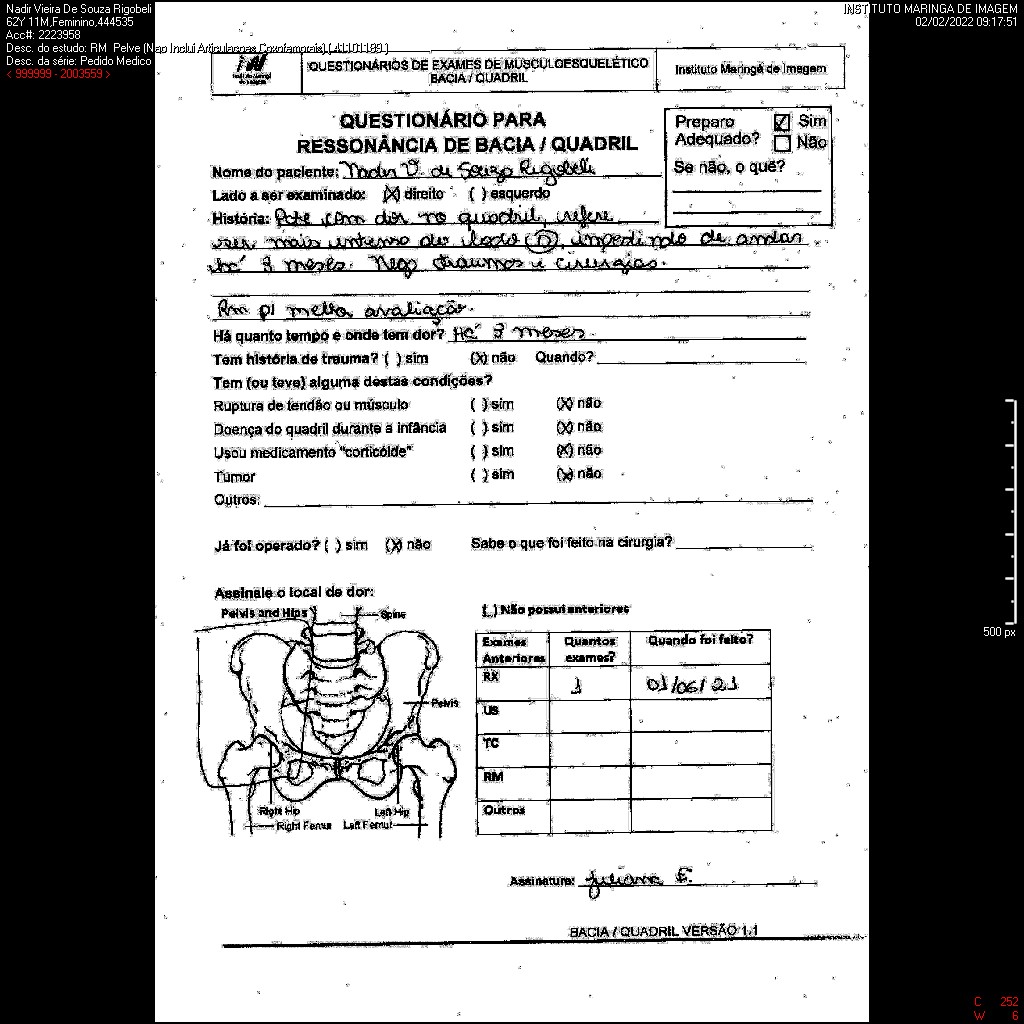 Nadir Vieira De Souza Rigobeli
62Y 11M,Feminino,444535
Acc#: 2223958
Desc. do estudo: RM Pelve (Nao Inclui Articulacoes Coxofemorais) ( 41101189 )
Desc. da série: Pedido Medico
< 999999 - 2003559 >
INSTITUTO MARINGA DE IMAGEM
02/02/2022 09:17:51
QUESTIONÁRIOS DE EXAMES DE MUSCULOESQUELÉTICO
BACIA / QUADRIL
Instituto Maringá de Imagem
QUESTIONÁRIO PARA
RESSONÂNCIA DE BACIA / QUADRIL
Preparo Adequado? [✓] Sim
[ ] Não
Se não, o quê?
Nome do paciente: Nadir V. de Souza Rigobeli
Lado a ser examinado: (X) direito ( ) esquerdo
História: Pcte com dor no quadril, refere
ser mais intenso do lado (D), impedindo de andar
há 8 meses. Nega traumas e cirurgias.
Rm p/ melhor avaliação.
Há quanto tempo e onde tem dor? Há 8 meses.
Tem história de trauma? ( ) sim (X) não Quando?
Tem (ou teve) alguma destas condições?
Ruptura de tendão ou músculo ( ) sim (X) não
Doença do quadril durante a infância ( ) sim (X) não
Usou medicamento "corticóide" ( ) sim (X) não
Tumor ( ) sim (X) não
Outros:
Já foi operado? ( ) sim (X) não Sabe o que foi feito na cirurgia?
Assinale o local de dor:
Pelvis and Hips
Spine
Pelvis
Right Hip
Left Hip
Right Femur
Left Femur
( ) Não possui anteriores
Exames Anteriores Quantos exames? Quando foi feito?
RX 1 01/06/21
US
TC
RM
Outros
Assinatura: Juliana E.
BACIA / QUADRIL VERSÃO 1.1
500 px
C 252
W 6